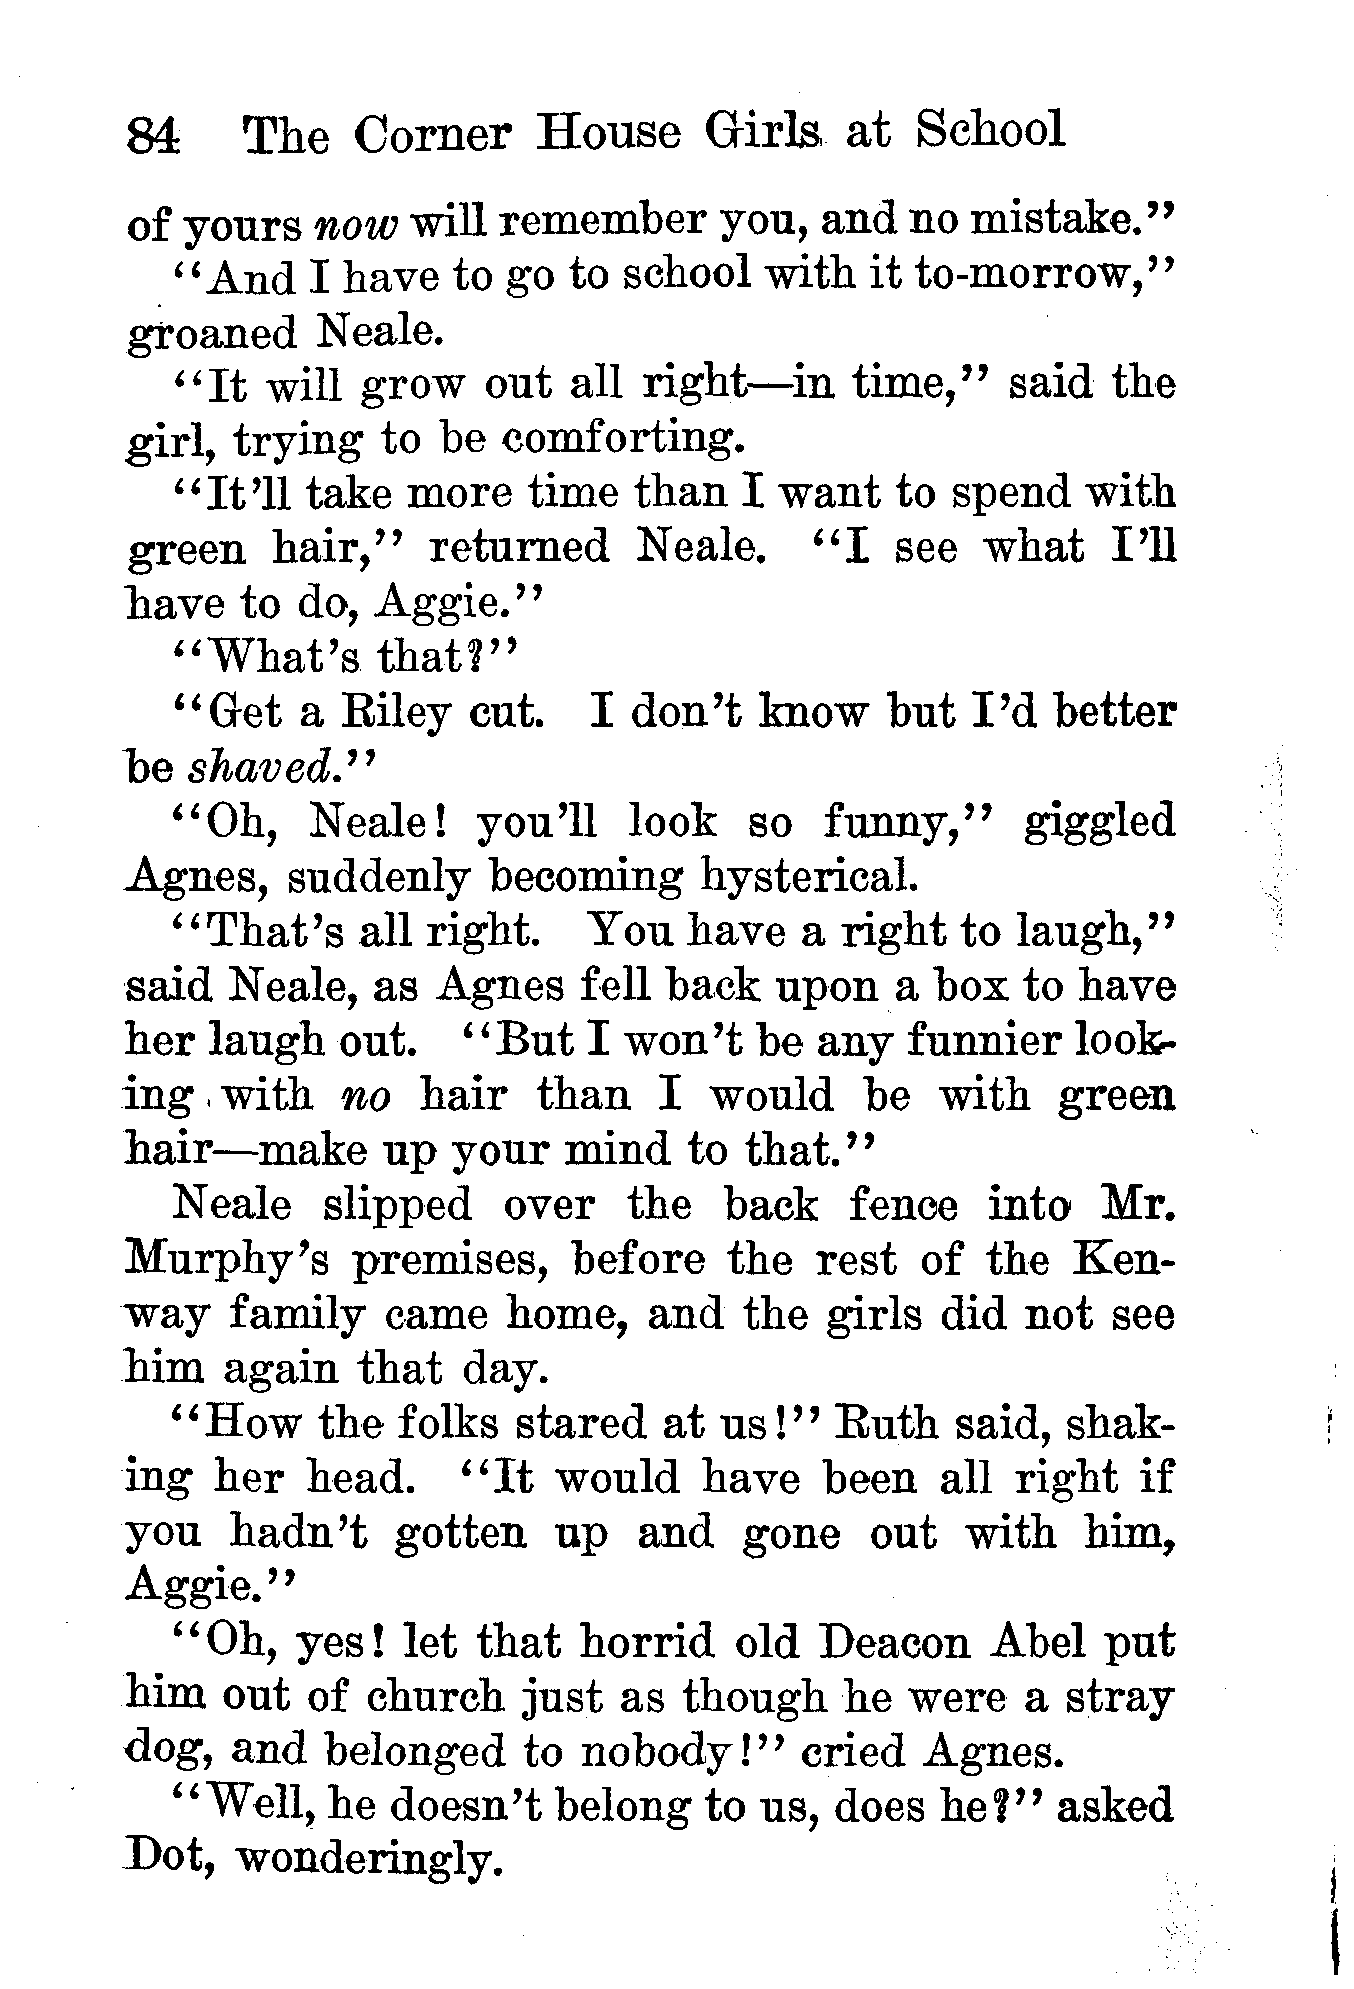 84 The Corner House Girls at School
of yours now will remember you, and no mistake."
"And I have to go to school with it to-morrow,"
groaned Neale.
"It will grow out all right—in time," said the
girl, trying to be comforting.
"It'll take more time than I want to spend with
green hair," returned Neale. "I see what I'll
have to do, Aggie."
"What's that?"
"Get a Riley cut. I don't know but I'd better
be shaved."
"Oh, Neale! you'll look so funny," giggled
Agnes, suddenly becoming hysterical.
"That's all right. You have a right to laugh,"
said Neale, as Agnes fell back upon a box to have
her laugh out. "But I won't be any funnier look-
ing with no hair than I would be with green
hair—make up your mind to that."
Neale slipped over the back fence into Mr.
Murphy's premises, before the rest of the Ken-
way family came home, and the girls did not see
him again that day.
"How the folks stared at us!" Ruth said, shak-
ing her head. "It would have been all right if
you hadn't gotten up and gone out with him,
Aggie."
"Oh, yes! let that horrid old Deacon Abel put
him out of church just as though he were a stray
dog, and belonged to nobody!" cried Agnes.
"Well, he doesn't belong to us, does he?" asked
Dot, wonderingly.